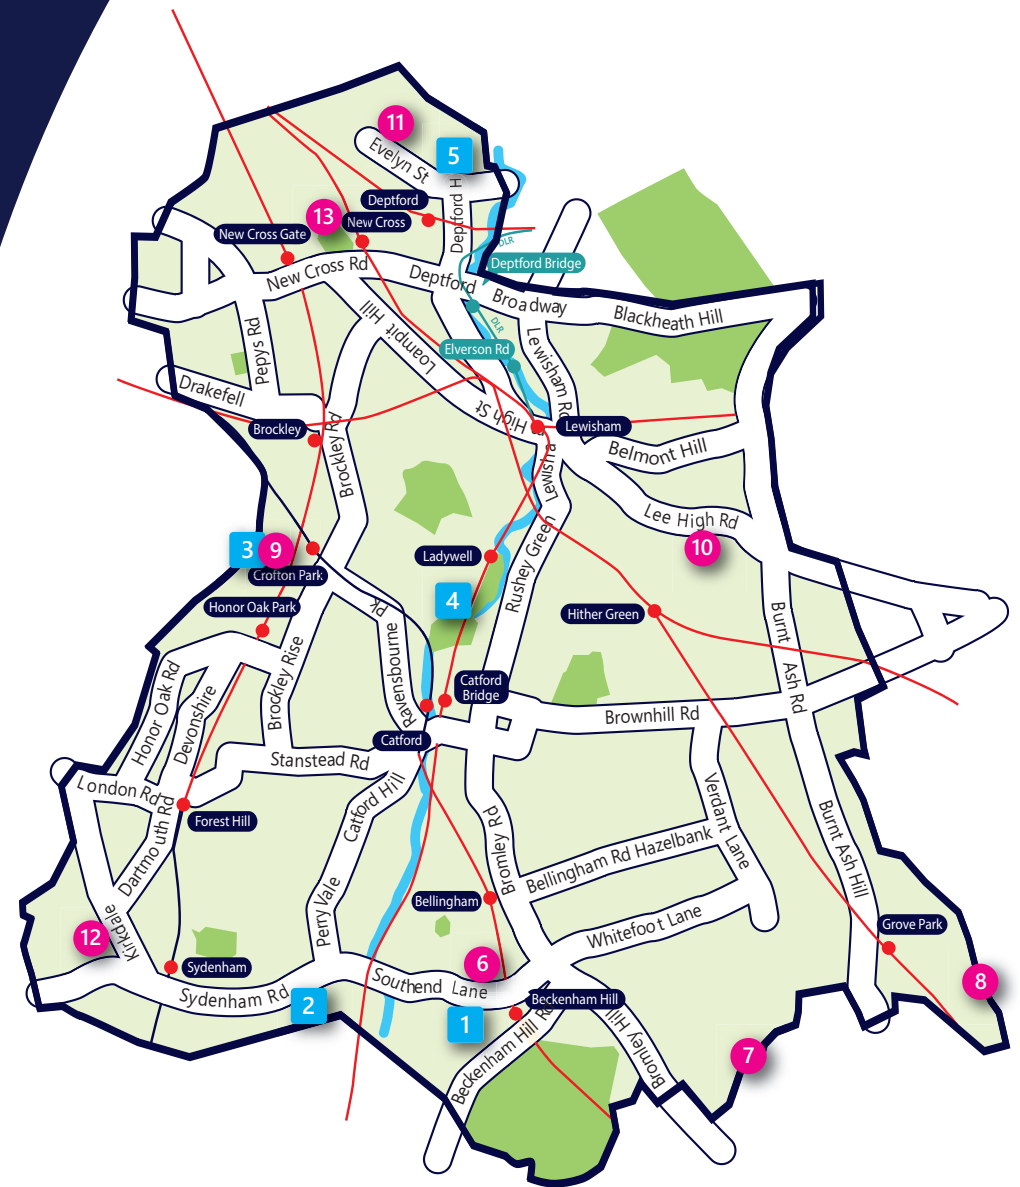 11
Evelyn St
5
Deptford
Deptford H
13
New Cross
New Cross Gate
DLR
Deptford Bridge
New Cross Rd
Deptford
Broadway
Blackheath Hill
DLR
Loampit Hill
Pepys Rd
Elverson Rd
Lewisham Rd
Drakefell
High St
Lewisham
Brockley
Brockley Rd
Belmont Hill
Lewisha
Lee High Rd
10
3
9
Crofton Park
Ladywell
Rushey Green
4
Honor Oak Park
Pk
Ravensbourne
Hither Green
Burnt
Ash Rd
Honor Oak Rd
Devonshire
Brockley Rise
Catford
Bridge
Brownhill Rd
Catford
Stanstead Rd
London Rd
Forest Hill
Catford Hill
Verdant Lane
Burnt Ash Hill
Dartmouth Rd
Bromley Rd
Bellingham Rd Hazelbank
Perry Vale
Bellingham
Whitefoot Lane
Grove Park
12
Kirkdale
Sydenham
6
8
Southend Lane
Sydenham Rd
2
1
Beckenham Hill
Beckenham Hill Rd
Bromley Hill
7